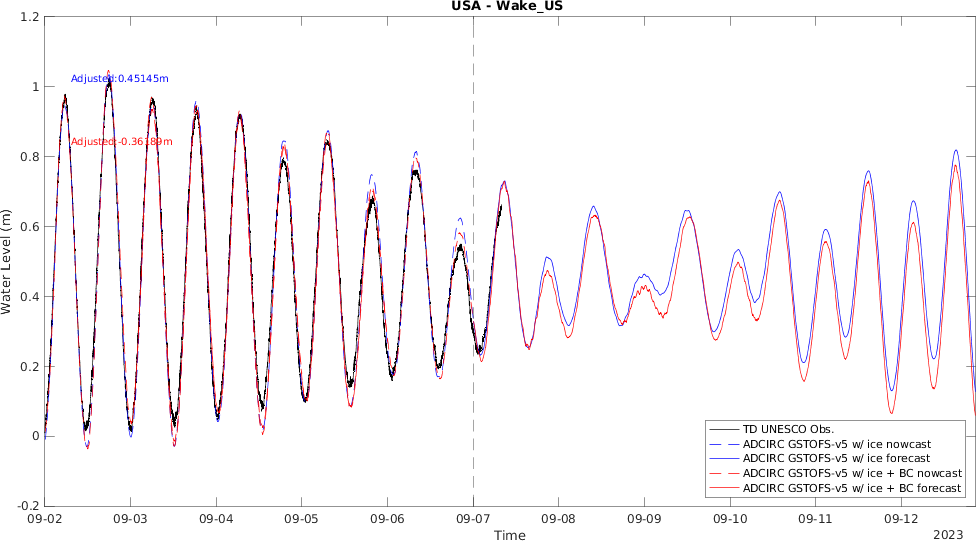 USA - Wake_US
1.2
1
0.8
0.6
0.4
0.2
0
-0.2
Water Level (m)
Adjusted:0.45145m
Adjusted:-0.36189m
TD UNESCO Obs.
ADCIRC GSTOFS-v5 w/ ice nowcast
ADCIRC GSTOFS-v5 w/ ice forecast
ADCIRC GSTOFS-v5 w/ ice + BC nowcast
ADCIRC GSTOFS-v5 w/ ice + BC forecast
09-02 09-03 09-04 09-05 09-06 09-07 09-08 09-09 09-10 09-11 09-12
Time
2023